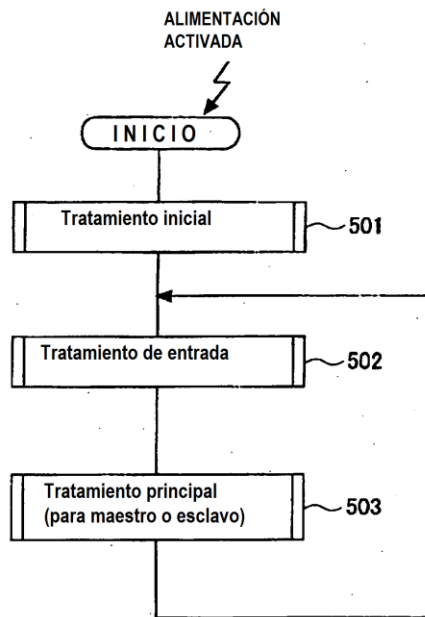 ALIMENTACIÓN
ACTIVADA
INICIO
Tratamiento inicial
501
Tratamiento de entrada
502
Tratamiento principal
(para maestro o esclavo)
503